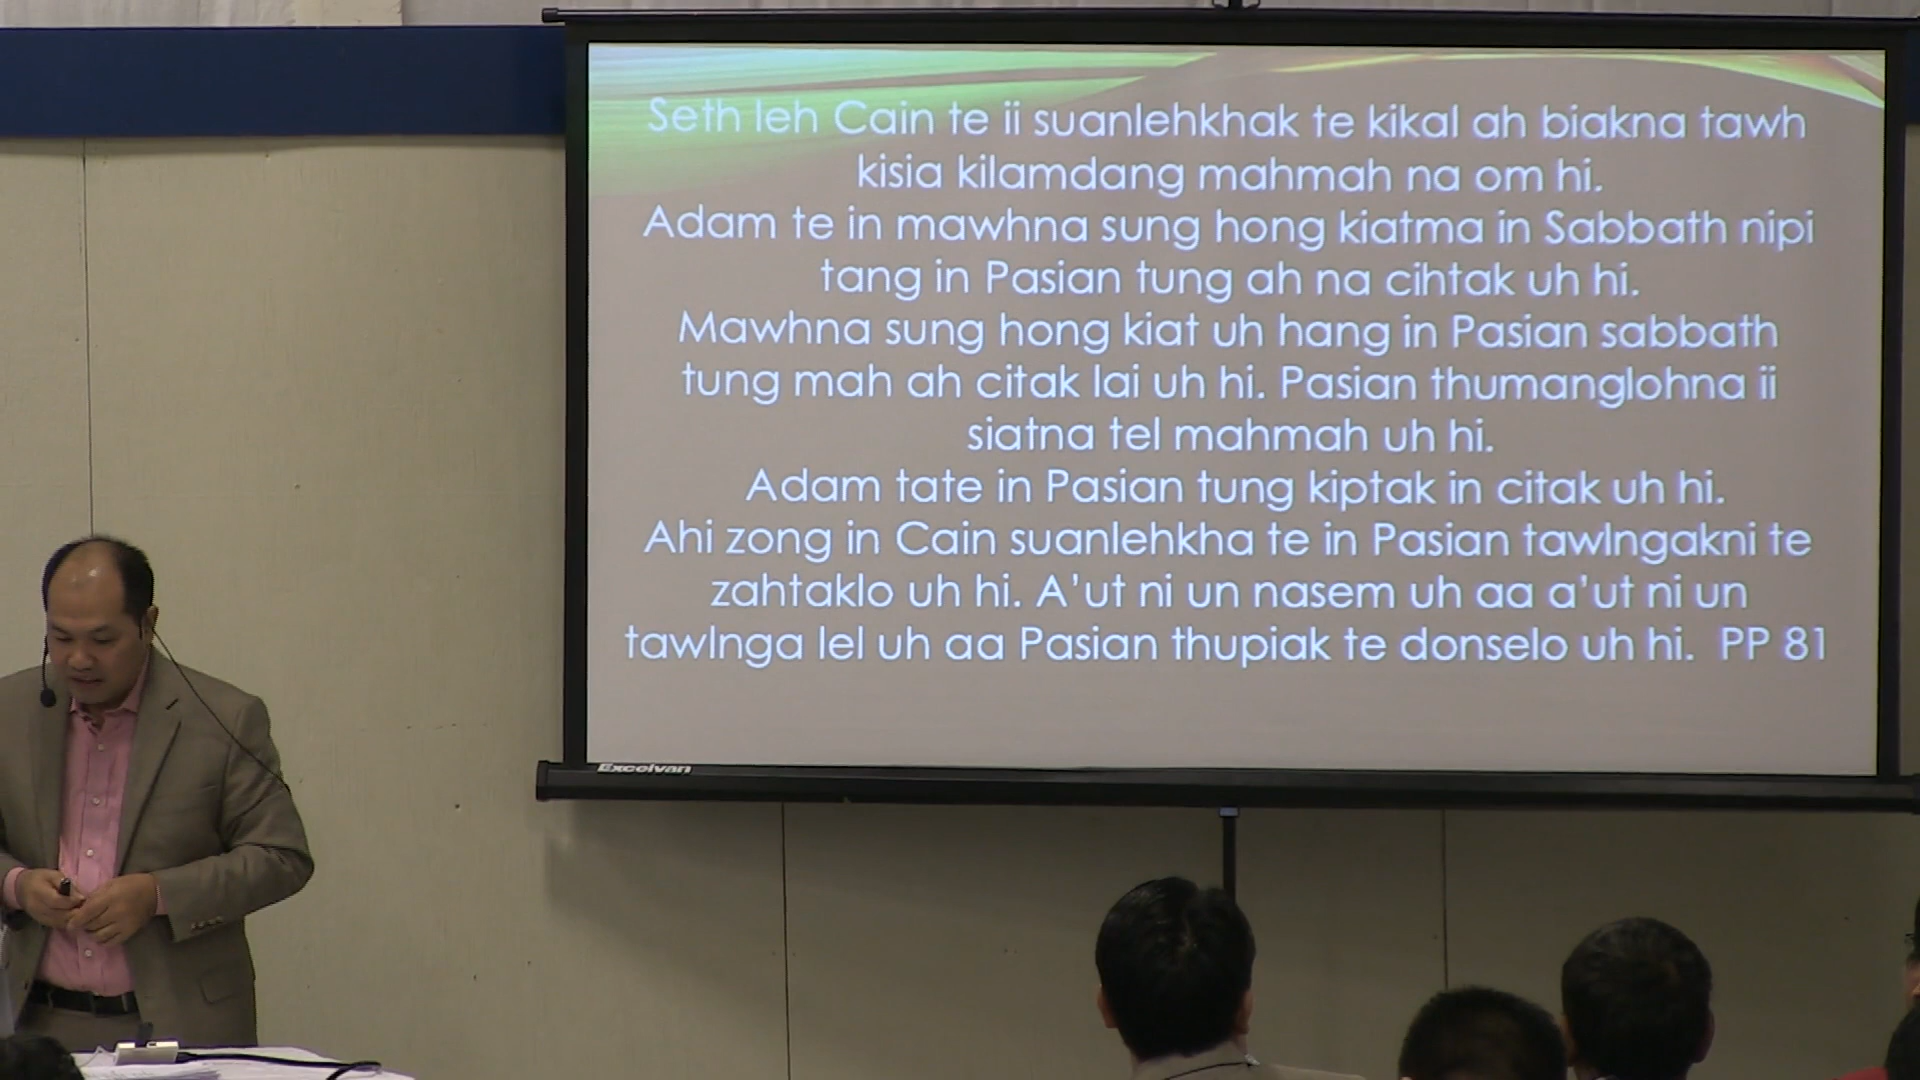 Seth leh Cain te ii suanlehkhak te kikal ah biakna tawh
kisia kilamdang mahmah na om hi.
Adam te in mawhna sung hong kiatma in Sabbath nipi
tang in Pasian tung ah na cihtak uh hi.
Mawhna sung hong kiat uh hang in Pasian sabbath
tung mah ah citak lai uh hi. Pasian thumanglohna ii
siatna tel mahmah uh hi.
Adam tate in Pasian tung kiptak in citak uh hi.
Ahi zong in Cain suanlehkha te in Pasian tawlngakni te
zahtaklo uh hi. A'ut ni un nasem uh aa a'ut ni un
tawlnga lel uh aa Pasian thupiak te donselo uh hi. PP 81
Excelvan